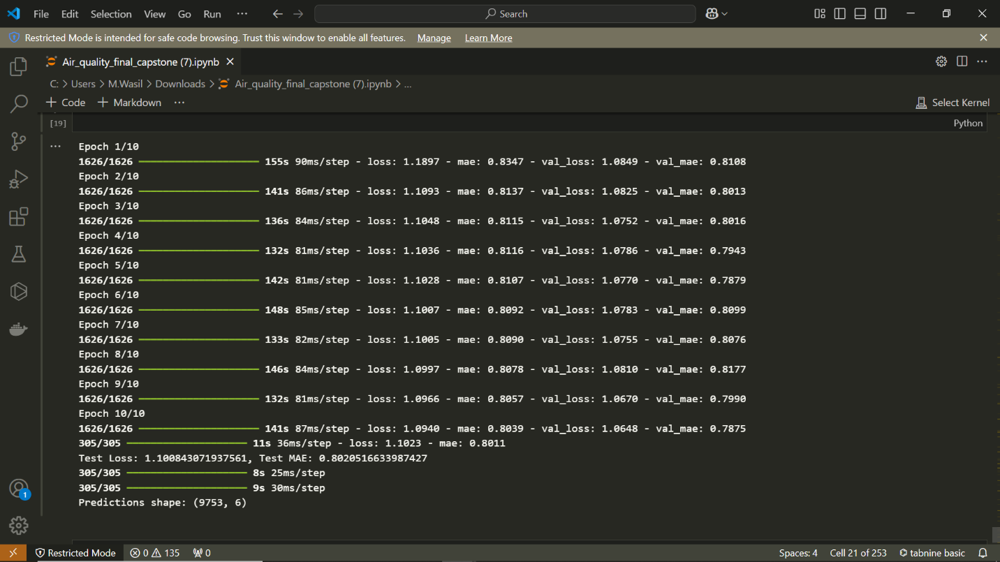 File Edit Selection View Go Run ··· Search
Restricted Mode is intended for safe code browsing. Trust this window to enable all features. Manage Learn More
Air_quality_final_capstone (7).ipynb
C: > Users > M.Wasil > Downloads > Air_quality_final_capstone (7).ipynb > ...
+ Code + Markdown ··· Select Kernel
[19] Python
Epoch 1/10
1626/1626 ━━━━━━━━━━━━━━━━━━━━ 155s 90ms/step - loss: 1.1897 - mae: 0.8347 - val_loss: 1.0849 - val_mae: 0.8108
Epoch 2/10
1626/1626 ━━━━━━━━━━━━━━━━━━━━ 141s 86ms/step - loss: 1.1093 - mae: 0.8137 - val_loss: 1.0825 - val_mae: 0.8013
Epoch 3/10
1626/1626 ━━━━━━━━━━━━━━━━━━━━ 136s 84ms/step - loss: 1.1048 - mae: 0.8115 - val_loss: 1.0752 - val_mae: 0.8016
Epoch 4/10
1626/1626 ━━━━━━━━━━━━━━━━━━━━ 132s 81ms/step - loss: 1.1036 - mae: 0.8116 - val_loss: 1.0786 - val_mae: 0.7943
Epoch 5/10
1626/1626 ━━━━━━━━━━━━━━━━━━━━ 142s 81ms/step - loss: 1.1028 - mae: 0.8107 - val_loss: 1.0770 - val_mae: 0.7879
Epoch 6/10
1626/1626 ━━━━━━━━━━━━━━━━━━━━ 148s 85ms/step - loss: 1.1007 - mae: 0.8092 - val_loss: 1.0783 - val_mae: 0.8099
Epoch 7/10
1626/1626 ━━━━━━━━━━━━━━━━━━━━ 133s 82ms/step - loss: 1.1005 - mae: 0.8090 - val_loss: 1.0755 - val_mae: 0.8076
Epoch 8/10
1626/1626 ━━━━━━━━━━━━━━━━━━━━ 146s 84ms/step - loss: 1.0997 - mae: 0.8078 - val_loss: 1.0810 - val_mae: 0.8177
Epoch 9/10
1626/1626 ━━━━━━━━━━━━━━━━━━━━ 132s 81ms/step - loss: 1.0966 - mae: 0.8057 - val_loss: 1.0670 - val_mae: 0.7990
Epoch 10/10
1626/1626 ━━━━━━━━━━━━━━━━━━━━ 141s 87ms/step - loss: 1.0940 - mae: 0.8039 - val_loss: 1.0648 - val_mae: 0.7875
305/305 ━━━━━━━━━━━━━━━━━━━━ 11s 36ms/step - loss: 1.1023 - mae: 0.8011
Test Loss: 1.100843071937561, Test MAE: 0.8020516633987427
305/305 ━━━━━━━━━━━━━━━━━━━━ 8s 25ms/step
305/305 ━━━━━━━━━━━━━━━━━━━━ 9s 30ms/step
Predictions shape: (9753, 6)
1
Restricted Mode 0 135 0 Spaces: 4 Cell 21 of 253 tabnine basic